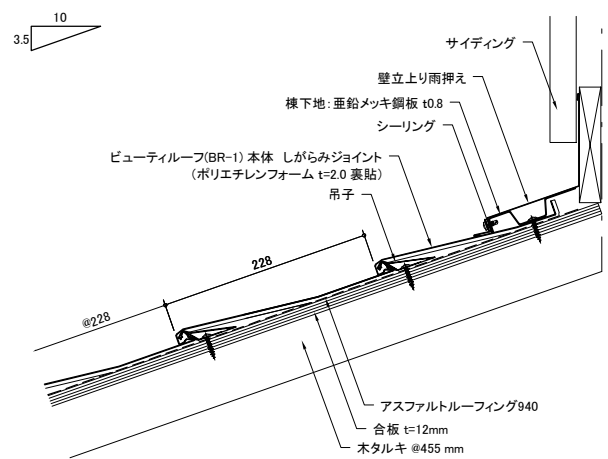 10
3.5
サイディング
壁立上り雨押え
棟下地：亜鉛メッキ鋼板 t0.8
シーリング
ビューティルーフ(BR-1) 本体　しがらみジョイント
（ポリエチレンフォーム t=2.0 裏貼）
吊子
228
@228
アスファルトルーフィング940
合板 t=12mm
木タルキ @455 mm